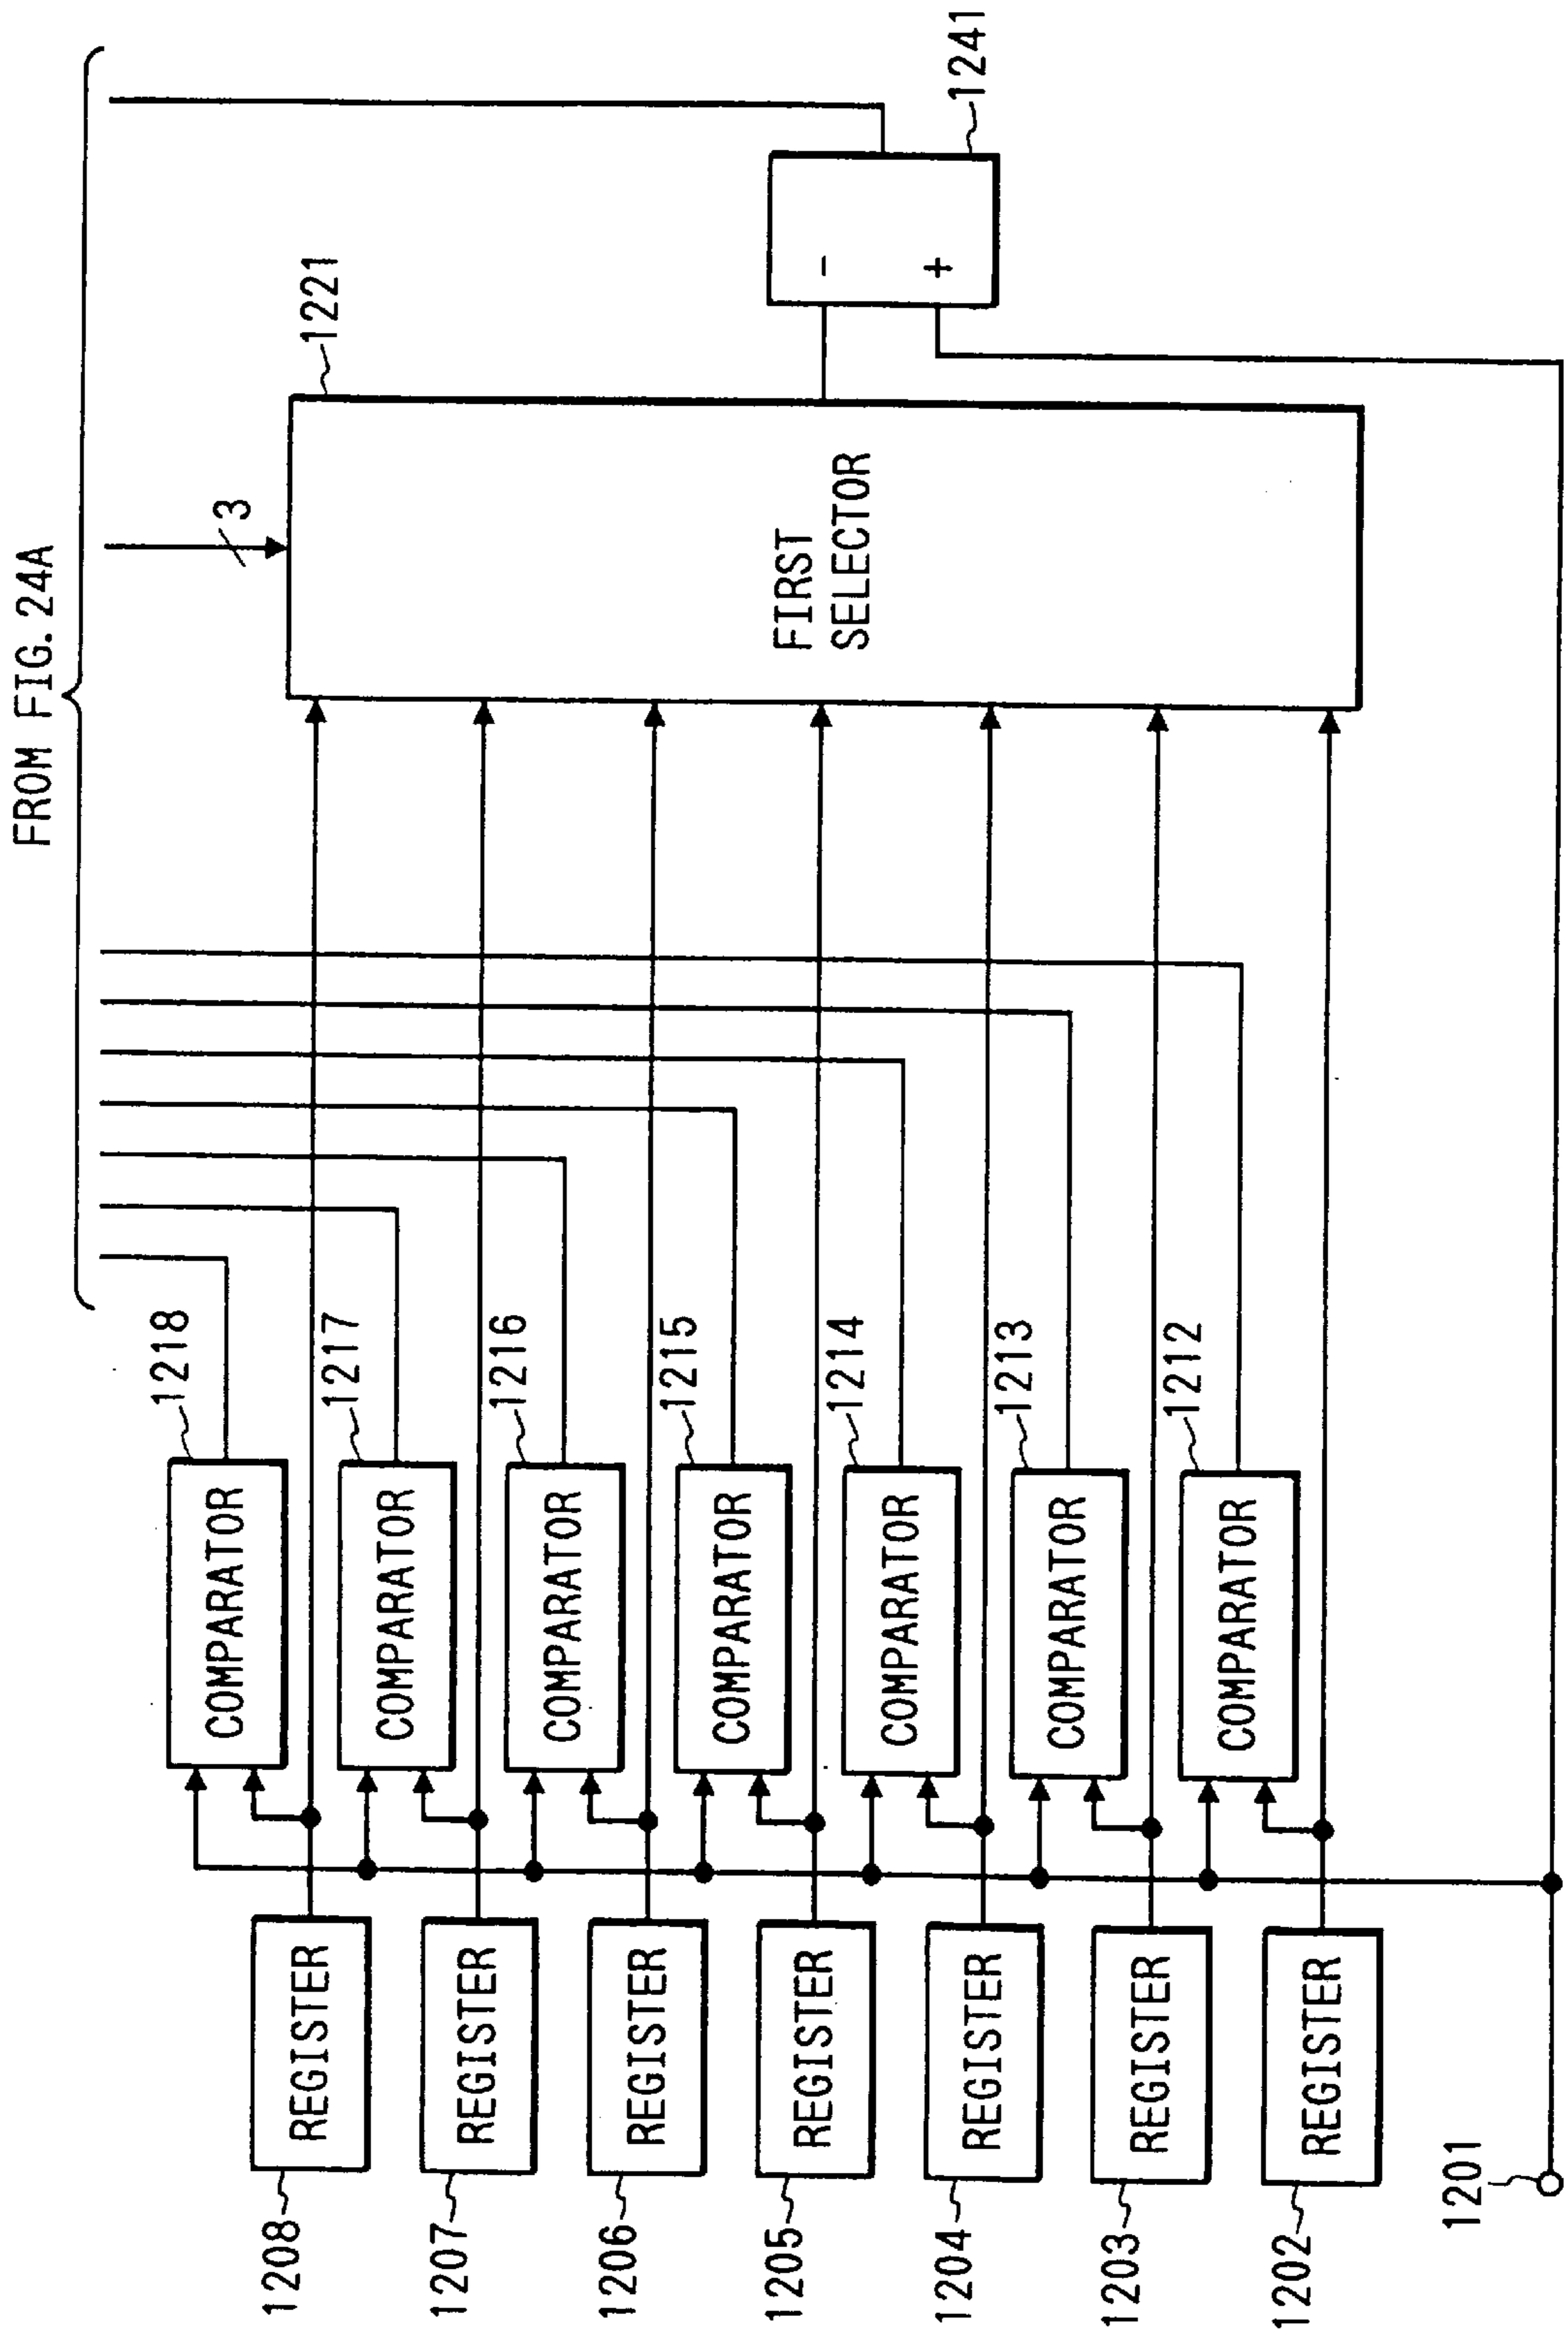 FROM FIG. 24A
1208
REGISTER
COMPARATOR
1218
1207
REGISTER
COMPARATOR
1217
1206
REGISTER
COMPARATOR
1216
1205
REGISTER
COMPARATOR
1215
1204
REGISTER
COMPARATOR
1214
1203
REGISTER
COMPARATOR
1213
1202
REGISTER
COMPARATOR
1212
1201
3
1221
FIRST
SELECTOR
-
+
1241